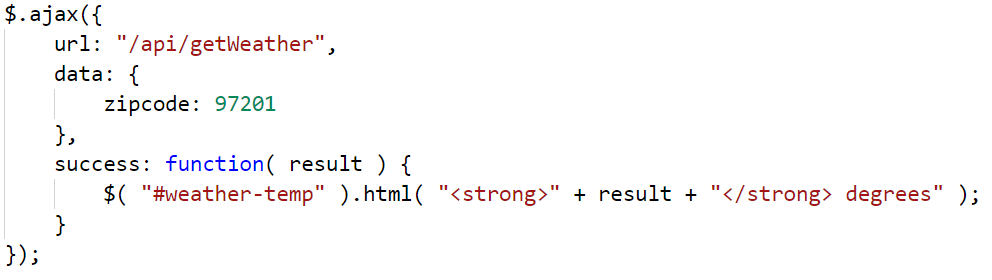 $.ajax({
    url: "/api/getWeather",
    data: {
        zipcode: 97201
    },
    success: function( result ) {
        $( "#weather-temp" ).html( "<strong>" + result + "</strong> degrees" );
    }
});